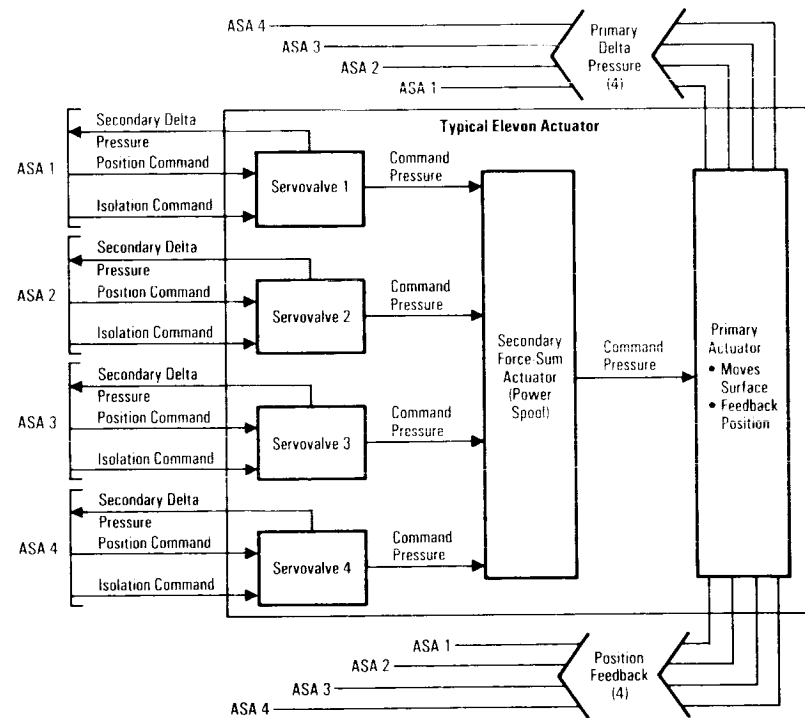 ASA 4
ASA 3
ASA 2
ASA 1
Primary
Delta
Pressure
(4)
Typical Elevon Actuator
ASA 1
Secondary Delta
Pressure
Position Command
Isolation Command
Servovalve 1
Command
Pressure
ASA 2
Secondary Delta
Pressure
Position Command
Isolation Command
Servovalve 2
Command
Pressure
ASA 3
Secondary Delta
Pressure
Position Command
Isolation Command
Servovalve 3
Command
Pressure
ASA 4
Secondary Delta
Pressure
Position Command
Isolation Command
Servovalve 4
Command
Pressure
Secondary
Force-Sum
Actuator
(Power
Spool)
Command
Pressure
Primary
Actuator
• Moves
Surface
• Feedback
Position
ASA 1
ASA 2
ASA 3
ASA 4
Position
Feedback
(4)